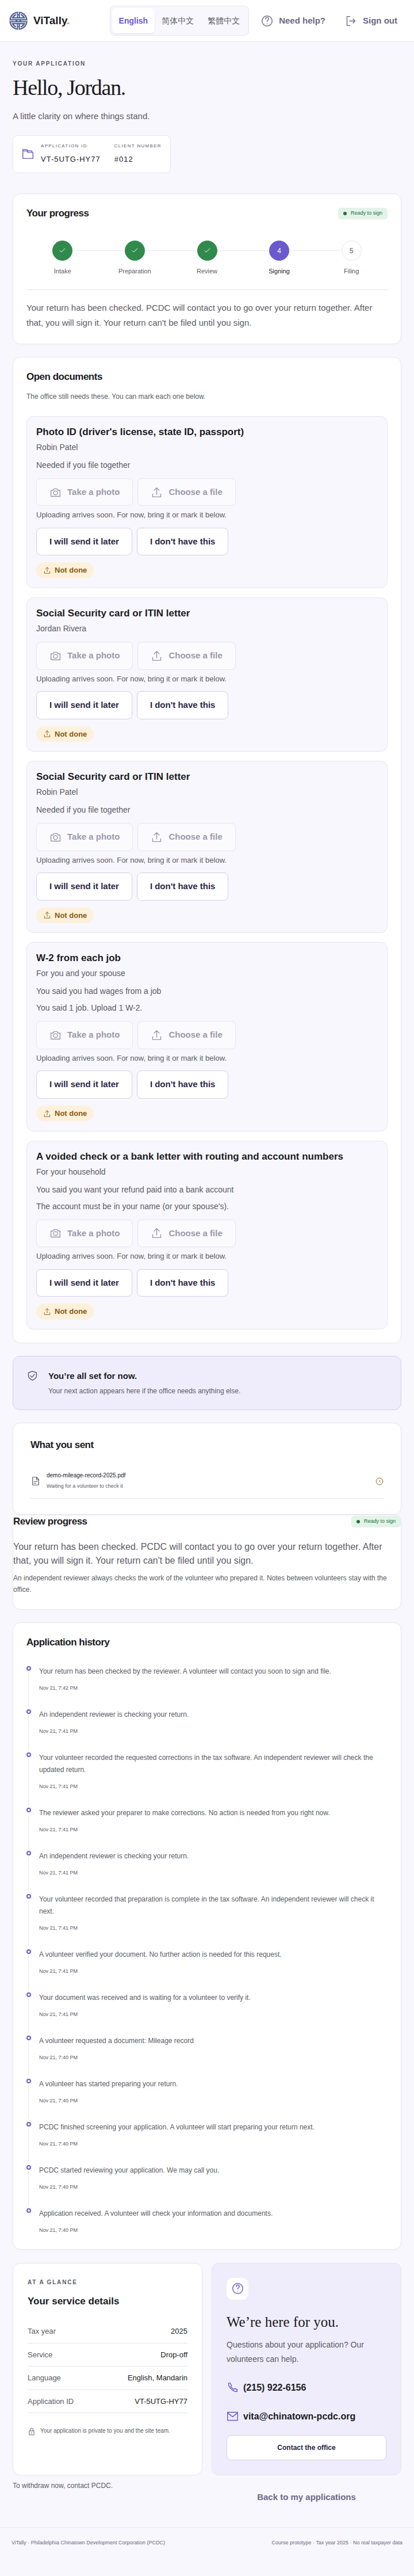 ViTally.
English
简体中文
繁體中文
Need help?
Sign out
YOUR APPLICATION
Hello, Jordan.
A little clarity on where things stand.
APPLICATION ID
CLIENT NUMBER
VT-5UTG-HY77
#012
Your progress
Ready to sign
4
5
Intake
Preparation
Review
Signing
Filing
Your return has been checked. PCDC will contact you to go over your return together. After
that, you will sign it. Your return can't be filed until you sign.
Open documents
The office still needs these. You can mark each one below.
Photo ID (driver's license, state ID, passport)
Robin Patel
Needed if you file together
Take a photo
Choose a file
Uploading arrives soon. For now, bring it or mark it below.
I will send it later
I don't have this
Not done
Social Security card or ITIN letter
Jordan Rivera
Take a photo
Choose a file
Uploading arrives soon. For now, bring it or mark it below.
I will send it later
I don't have this
Not done
Social Security card or ITIN letter
Robin Patel
Needed if you file together
Take a photo
Choose a file
Uploading arrives soon. For now, bring it or mark it below.
I will send it later
I don't have this
Not done
W-2 from each job
For you and your spouse
You said you had wages from a job
You said 1 job. Upload 1 W-2.
Take a photo
Choose a file
Uploading arrives soon. For now, bring it or mark it below.
I will send it later
I don't have this
Not done
A voided check or a bank letter with routing and account numbers
For your household
You said you want your refund paid into a bank account
The account must be in your name (or your spouse's).
Take a photo
Choose a file
Uploading arrives soon. For now, bring it or mark it below.
I will send it later
I don't have this
Not done
You're all set for now.
Your next action appears here if the office needs anything else.
What you sent
demo-mileage-record-2025.pdf
Waiting for a volunteer to check it
Review progress
Ready to sign
Your return has been checked. PCDC will contact you to go over your return together. After
that, you will sign it. Your return can't be filed until you sign.
An independent reviewer always checks the work of the volunteer who prepared it. Notes between volunteers stay with the
office.
Application history
Your return has been checked by the reviewer. A volunteer will contact you soon to sign and file.
Nov 21, 7:42 PM
An independent reviewer is checking your return.
Nov 21, 7:41 PM
Your volunteer recorded the requested corrections in the tax software. An independent reviewer will check the
updated return.
Nov 21, 7:41 PM
The reviewer asked your preparer to make corrections. No action is needed from you right now.
Nov 21, 7:41 PM
An independent reviewer is checking your return.
Nov 21, 7:41 PM
Your volunteer recorded that preparation is complete in the tax software. An independent reviewer will check it
next.
Nov 21, 7:41 PM
A volunteer verified your document. No further action is needed for this request.
Nov 21, 7:41 PM
Your document was received and is waiting for a volunteer to verify it.
Nov 21, 7:41 PM
A volunteer requested a document: Mileage record
Nov 21, 7:40 PM
A volunteer has started preparing your return.
Nov 21, 7:40 PM
PCDC finished screening your application. A volunteer will start preparing your return next.
Nov 21, 7:40 PM
PCDC started reviewing your application. We may call you.
Nov 21, 7:40 PM
Application received. A volunteer will check your information and documents.
Nov 21, 7:40 PM
AT A GLANCE
Your service details
Tax year
2025
Service
Drop-off
Language
English, Mandarin
Application ID
VT-5UTG-HY77
Your application is private to you and the site team.
To withdraw now, contact PCDC.
We're here for you.
Questions about your application? Our
volunteers can help.
(215) 922-6156
vita@chinatown-pcdc.org
Contact the office
Back to my applications
ViTally · Philadelphia Chinatown Development Corporation (PCDC)
Course prototype · Tax year 2025 · No real taxpayer data